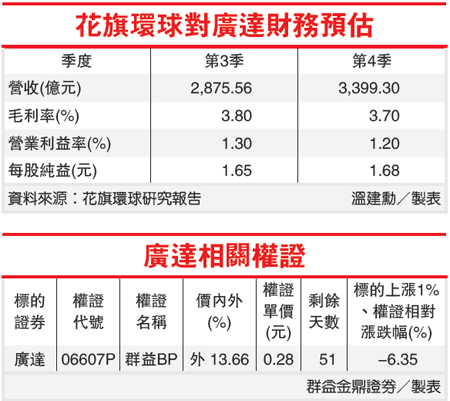 花旗環球對廣達財務預估
季度 第3季 第4季
營收(億元) 2,875.56 3,399.30
毛利率(%) 3.80 3.70
營業利益率(%) 1.30 1.20
每股純益(元) 1.65 1.68
資料來源：花旗環球研究報告 溫建勳／製表
廣達相關權證
標的證券 權證代號 權證名稱 價內外(%) 權證單價(元) 剩餘天數 標的上漲1%、權證相對漲跌幅(%)
廣達 06607P 群益BP 外 13.66 0.28 51 −6.35
群益金鼎證券／製表